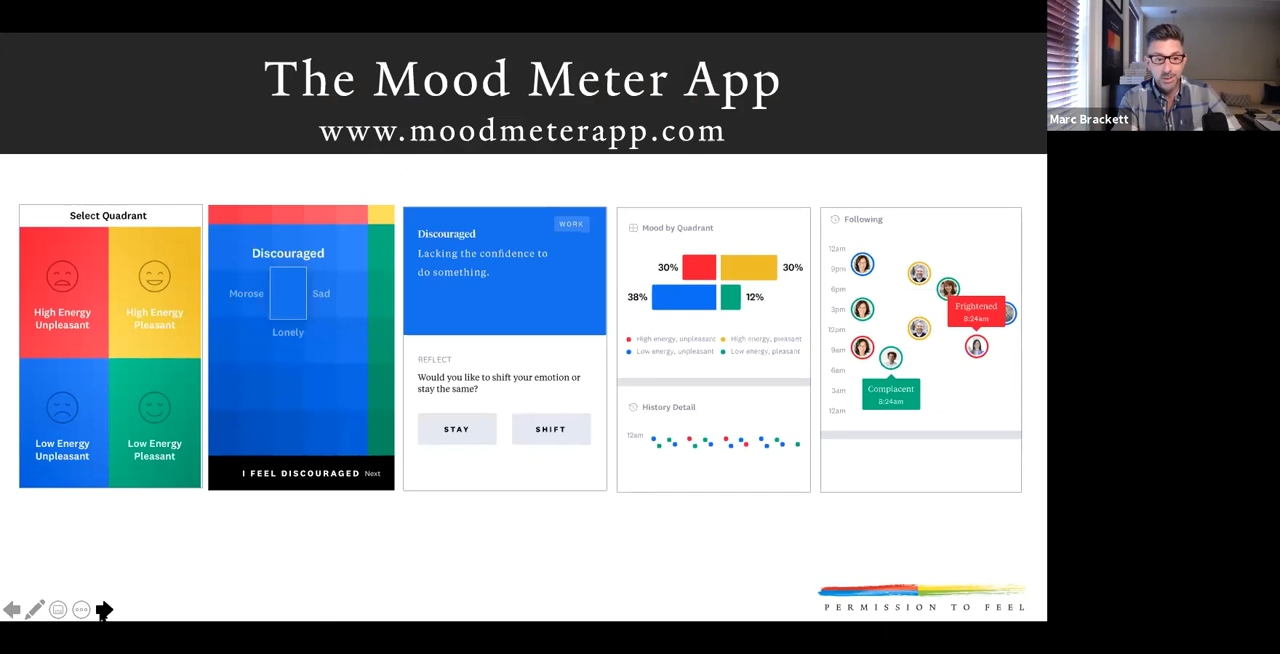 The Mood Meter App
www.moodmeterapp.com
Marc Brackett
Select Quadrant
High Energy
Unpleasant
High Energy
Pleasant
Low Energy
Unpleasant
Low Energy
Pleasant
Discouraged
Morose
Sad
Lonely
I FEEL DISCOURAGED Next
WORK
Discouraged
Lacking the confidence to
do something.
REFLECT
Would you like to shift your emotion or
stay the same?
STAY
SHIFT
Mood by Quadrant
30%
30%
38%
12%
High energy, unpleasant
High energy, pleasant
Low energy, unpleasant
Low energy, pleasant
History Detail
12am
Following
12am
9pm
6pm
3pm
12pm
9am
6am
3am
12am
Frightened
8:24am
Complacent
8:24am
PERMISSION TO FEEL